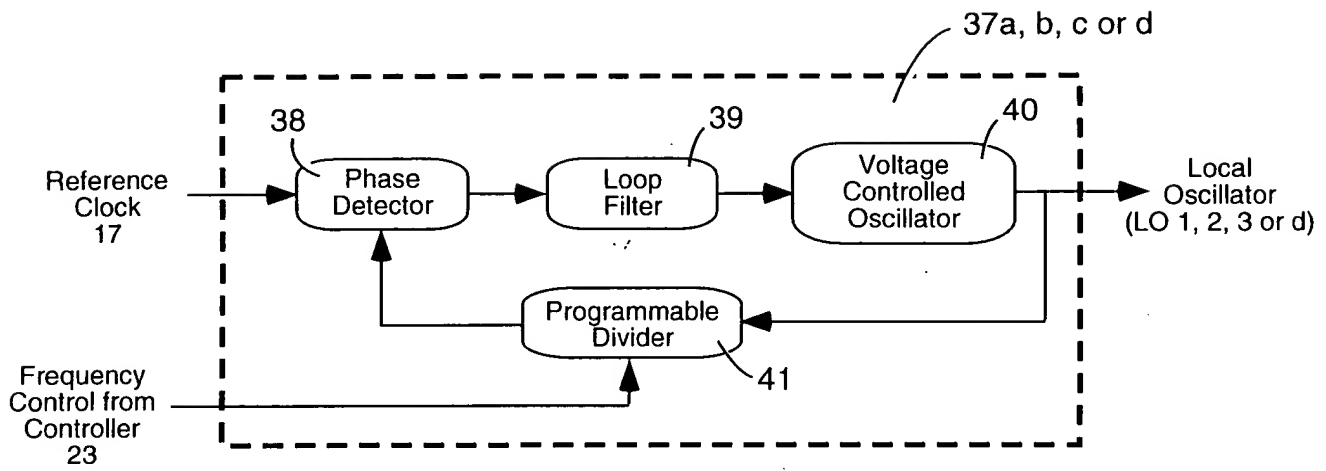 37a, b, c or d
38
Phase
Detector
39
Loop
Filter
40
Voltage
Controlled
Oscillator
Reference
Clock
17
Local
Oscillator
(LO 1, 2, 3 or d)
Programmable
Divider
41
Frequency
Control from
Controller
23